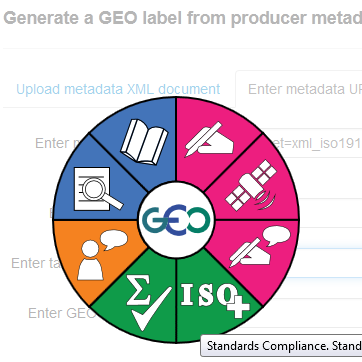 Generate a GEO label from producer metad
Upload metadata XML document
Enter metadata UR
Enter
et=xml_iso191
GEO
Enter ta
Σ
ISO
Enter GEO
Standards Compliance. Stand